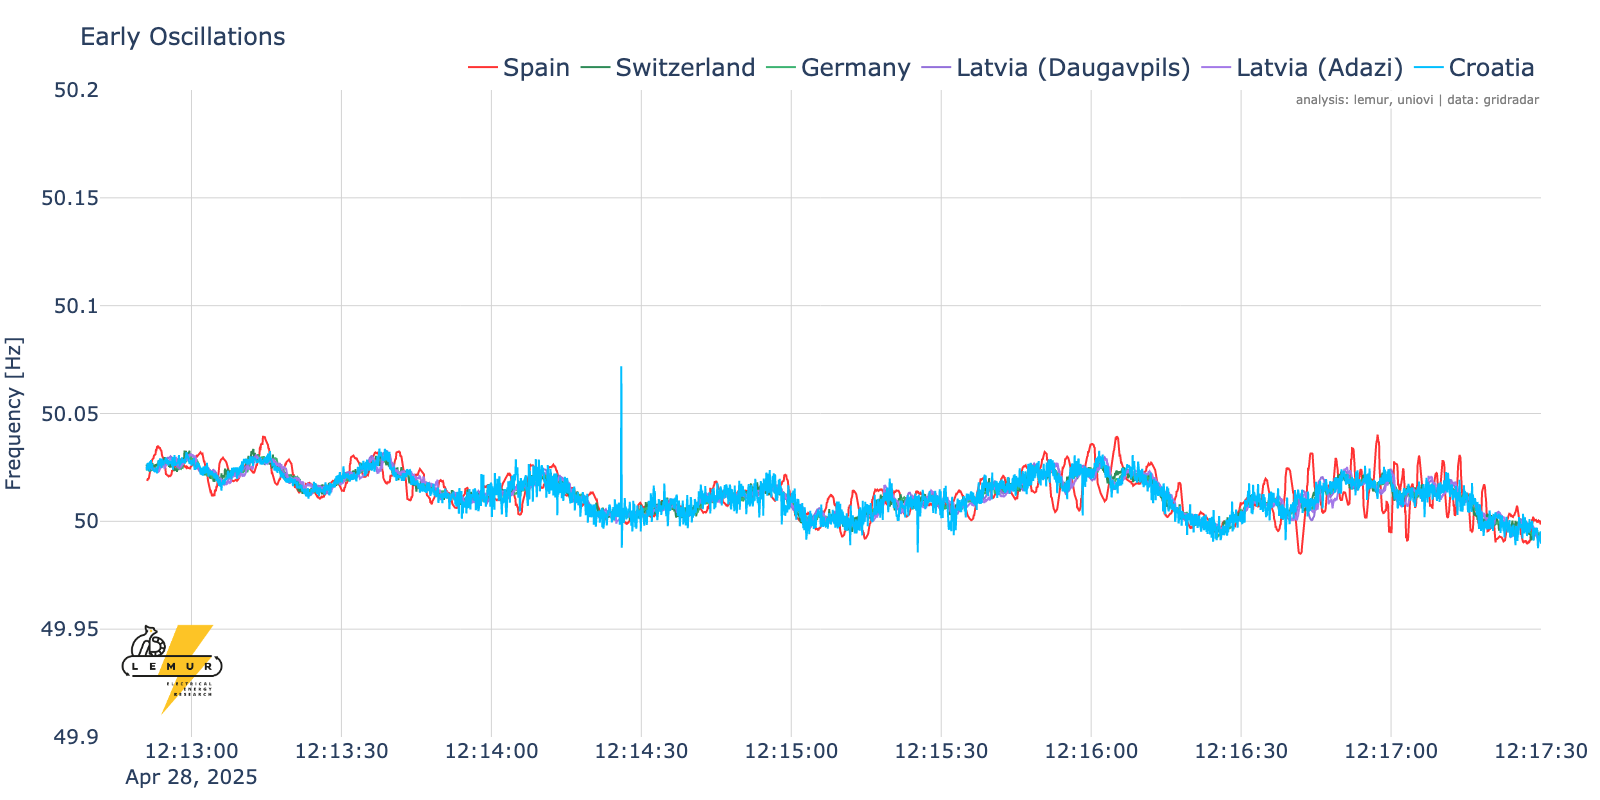 Early Oscillations
Spain Switzerland Germany Latvia (Daugavpils) Latvia (Adazi) Croatia
analysis: lemur, uniovi | data: gridradar
50.2
50.15
50.1
50.05
50
49.95
49.9
Frequency [Hz]
LEMUR
ELECTRICAL
ENERGY
RESEARCH
12:13:00 12:13:30 12:14:00 12:14:30 12:15:00 12:15:30 12:16:00 12:16:30 12:17:00 12:17:30
Apr 28, 2025